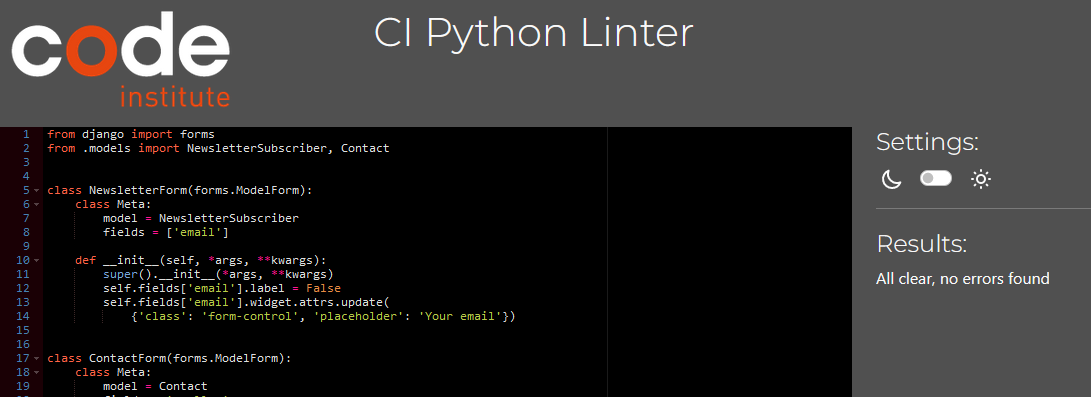 code
institute
CI Python Linter
1 from django import forms
2 from .models import NewsletterSubscriber, Contact
3
4
5 class NewsletterForm(forms.ModelForm):
6     class Meta:
7         model = NewsletterSubscriber
8         fields = ['email']
9
10     def __init__(self, *args, **kwargs):
11         super().__init__(*args, **kwargs)
12         self.fields['email'].label = False
13         self.fields['email'].widget.attrs.update(
14             {'class': 'form-control', 'placeholder': 'Your email'})
15
16
17 class ContactForm(forms.ModelForm):
18     class Meta:
19         model = Contact
Settings:
Results:
All clear, no errors found